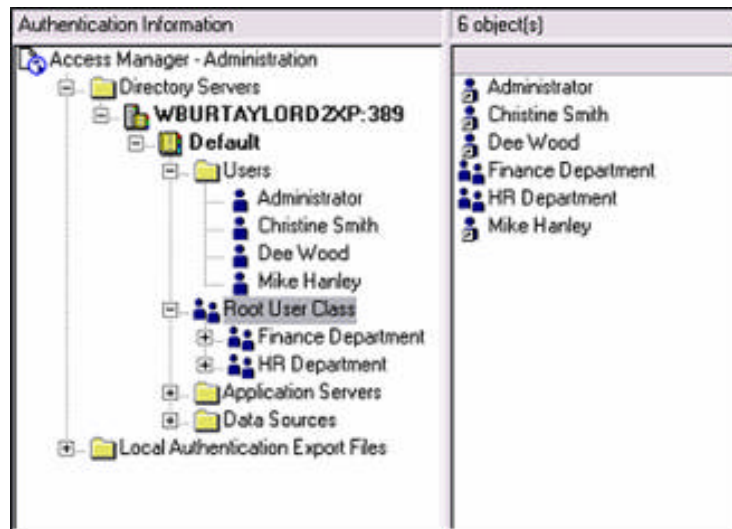 Authentication Information
Access Manager - Administration
Directory Servers
WBURTAYLORD2XP:389
Default
Users
Administrator
Christine Smith
Dee Wood
Mike Hanley
Root User Class
Finance Department
HR Department
Application Servers
Data Sources
Local Authentication Export Files
6 object(s)
Administrator
Christine Smith
Dee Wood
Finance Department
HR Department
Mike Hanley